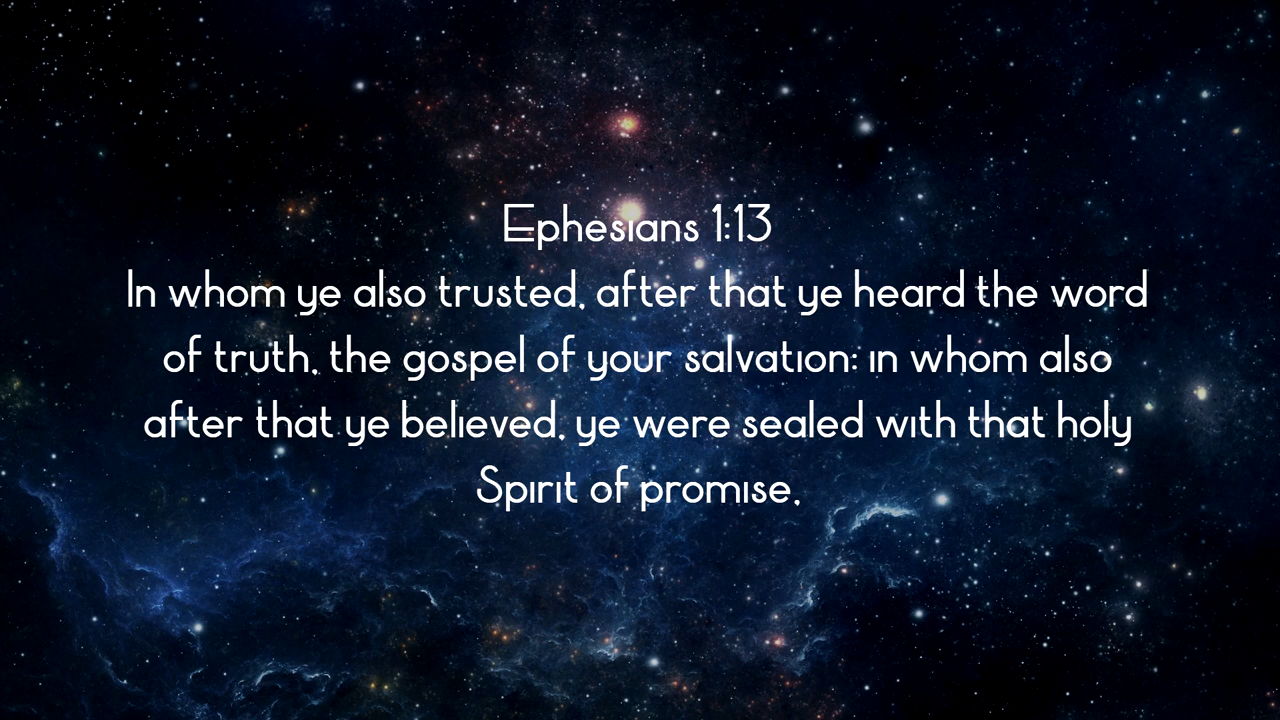 Ephesians 1:13
In whom ye also trusted, after that ye heard the word
of truth, the gospel of your salvation: in whom also
after that ye believed, ye were sealed with that holy
Spirit of promise,